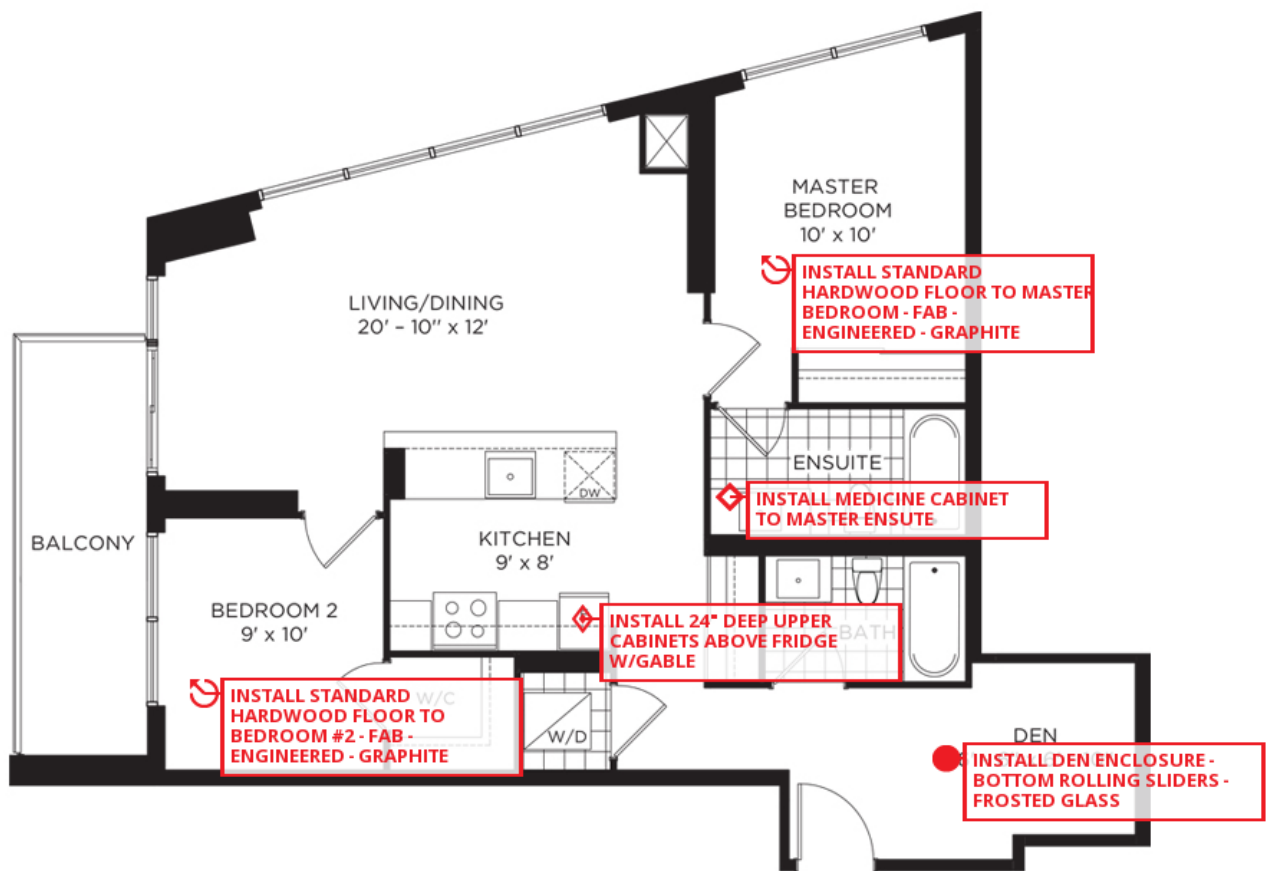 MASTER
BEDROOM
10' x 10'
INSTALL STANDARD
HARDWOOD FLOOR TO MASTER
BEDROOM - FAB -
ENGINEERED - GRAPHITE
LIVING/DINING
20' – 10'' x 12'
ENSUITE
INSTALL MEDICINE CABINET
TO MASTER ENSUTE
DW
KITCHEN
9' x 8'
BALCONY
BEDROOM 2
9' x 10'
INSTALL 24" DEEP UPPER
CABINETS ABOVE FRIDGE
W/GABLE
BATH
INSTALL STANDARD
HARDWOOD FLOOR TO
BEDROOM #2 - FAB -
ENGINEERED - GRAPHITE
W/C
W/D
DEN
INSTALL DEN ENCLOSURE -
BOTTOM ROLLING SLIDERS -
FROSTED GLASS